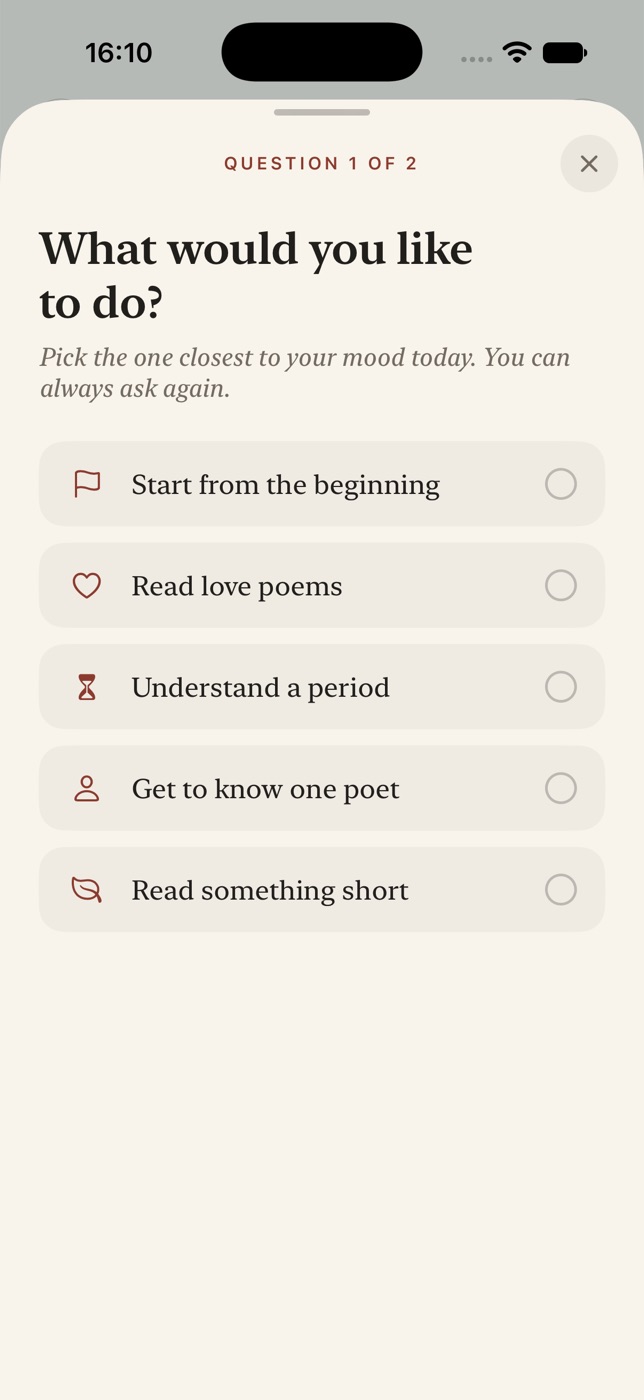 16:10
QUESTION 1 OF 2
What would you like
to do?
Pick the one closest to your mood today. You can
always ask again.
Start from the beginning
Read love poems
Understand a period
Get to know one poet
Read something short